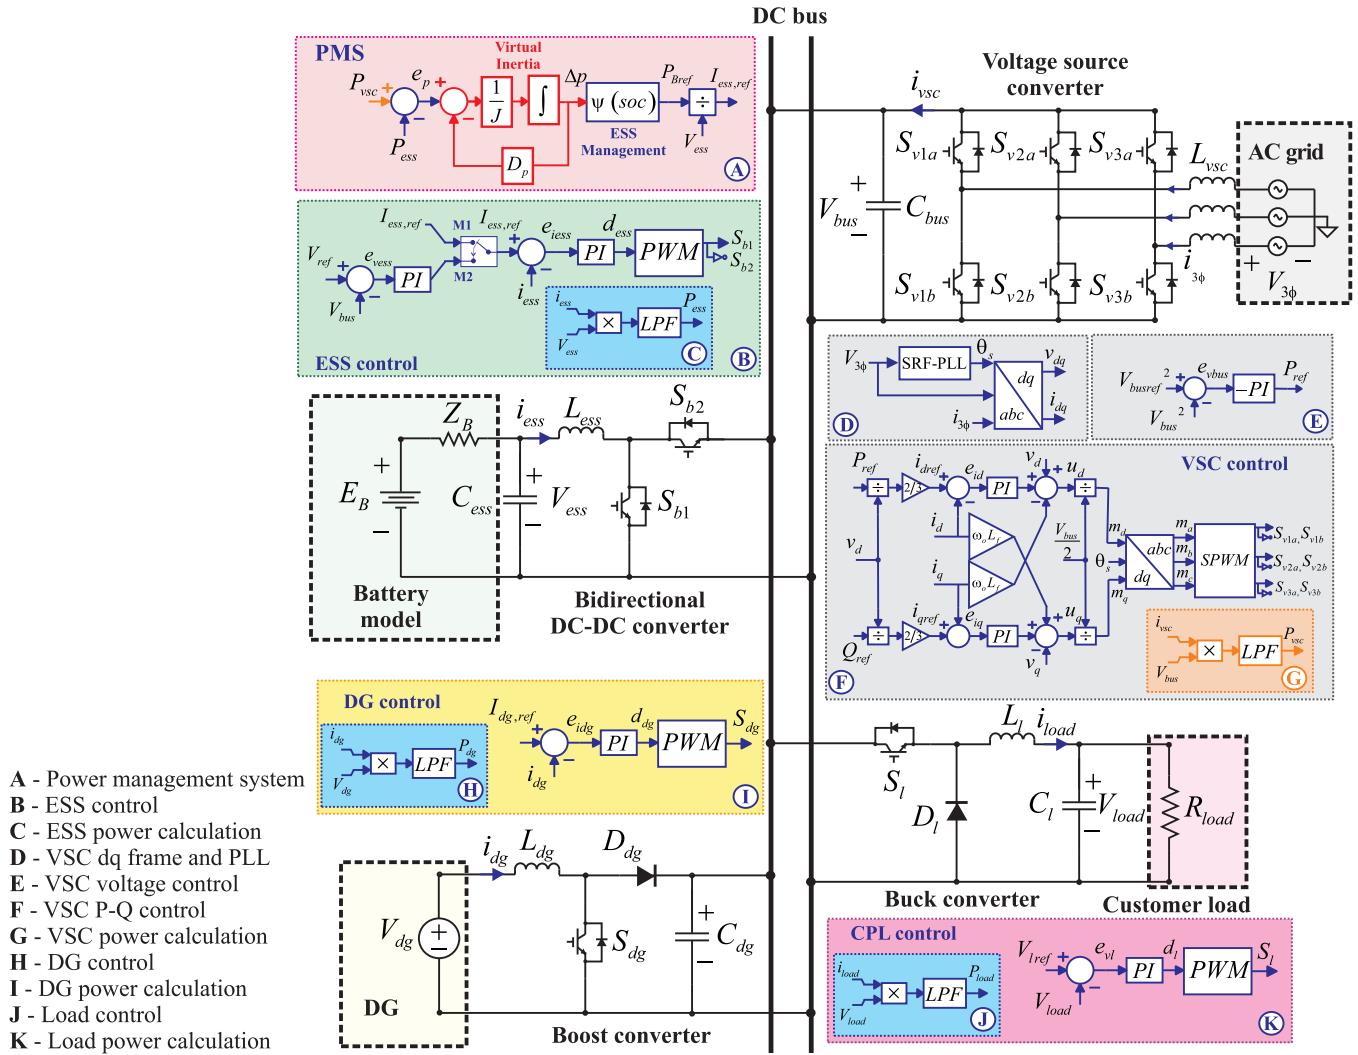 DC bus
PMS
Virtual
Inertia
P_vsc
e_p
+
+
−
−
1
J
∫
Δp
ψ (soc)
P_Bref
÷
I_ess,ref
P_ess
D_p
ESS
Management
V_ess
A
I_ess,ref
M1
I_ess,ref
V_ref
+
e_vess
PI
M2
+
−
e_iess
PI
d_ess
PWM
S_b1
S_b2
V_bus
−
i_ess
i_ess
V_ess
×
LPF
P_ess
C
ESS control
B
Z_B
i_ess
L_ess
S_b2
+
E_B
−
C_ess
+
V_ess
−
S_b1
Battery
model
Bidirectional
DC-DC converter
DG control
i_dg
V_dg
×
LPF
P_dg
H
I_dg,ref
+
−
e_idg
PI
d_dg
PWM
S_dg
i_dg
I
i_dg
L_dg
D_dg
V_dg
+
−
S_dg
+
C_dg
−
DG
Boost converter
A - Power management system
B - ESS control
C - ESS power calculation
D - VSC dq frame and PLL
E - VSC voltage control
F - VSC P-Q control
G - VSC power calculation
H - DG control
I - DG power calculation
J - Load control
K - Load power calculation
Voltage source
converter
i_vsc
S_v1a
S_v2a
S_v3a
L_vsc
AC grid
+
V_bus
−
C_bus
S_v1b
S_v2b
S_v3b
i_3ϕ
+
−
V_3ϕ
V_3ϕ
SRF-PLL
θ_s
dq
abc
v_dq
i_dq
i_3ϕ
D
V_busref²
+
−
e_vbus
−PI
P_ref
V_bus²
E
VSC control
P_ref
÷
2/3
i_dref
+
−
e_id
PI
v_d
+
+
−
u_d
÷
i_d
ω_o L_f
v_d
i_q
ω_o L_f
V_bus
2
m_d
θ_s
m_q
abc
dq
m_a
m_b
m_c
SPWM
S_v1a, S_v1b
S_v2a, S_v2b
S_v3a, S_v3b
Q_ref
÷
2/3
i_qref
+
+
e_iq
PI
+
+
−
u_q
÷
v_q
F
i_vsc
V_bus
×
LPF
P_vsc
G
S_l
L_l
i_load
D_l
C_l
+
V_load
−
R_load
Buck converter
Customer load
CPL control
i_load
V_load
×
LPF
P_load
J
V_lref
+
−
e_vl
PI
d_l
PWM
S_l
V_load
K